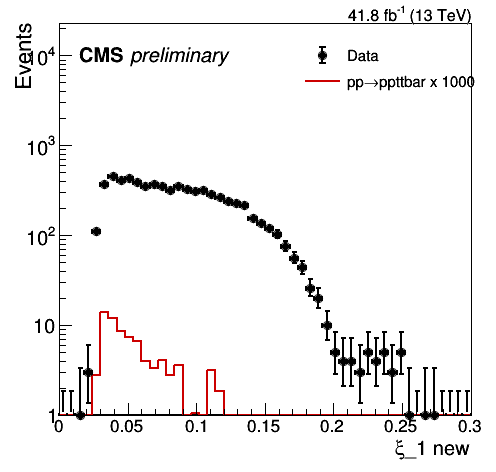 41.8 fb⁻¹ (13 TeV)
Events
CMS preliminary
Data
pp→ppttbar x 1000
10⁴
10³
10²
10
1
0 0.05 0.1 0.15 0.2 0.25 0.3
ξ_1 new